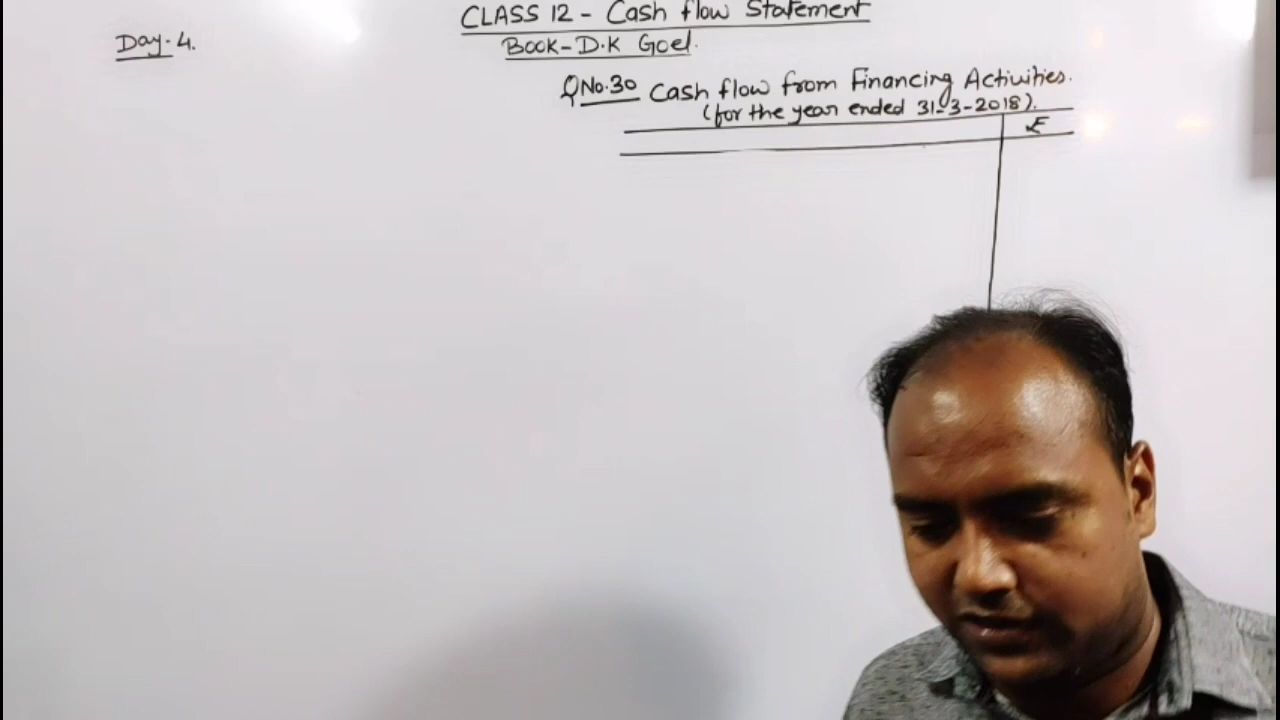 CLASS 12 - Cash flow Statement
Day-4.
Book-D.K Goel.
QNo.30 Cash flow from Financing Activities.
(for the year ended 31-3-2018).
₹